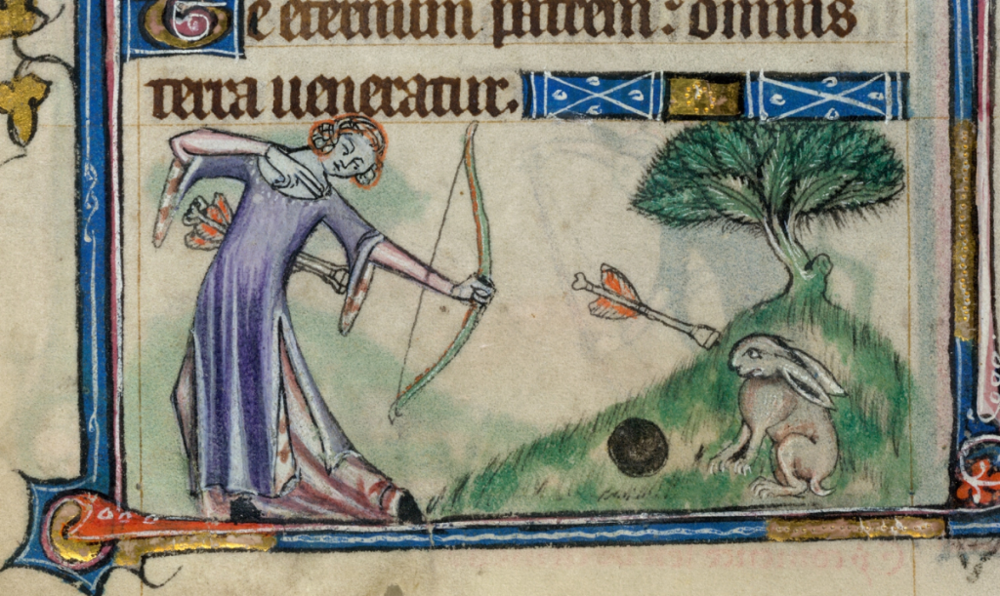 Te eternum patrem : omnis
terra ueneratur.